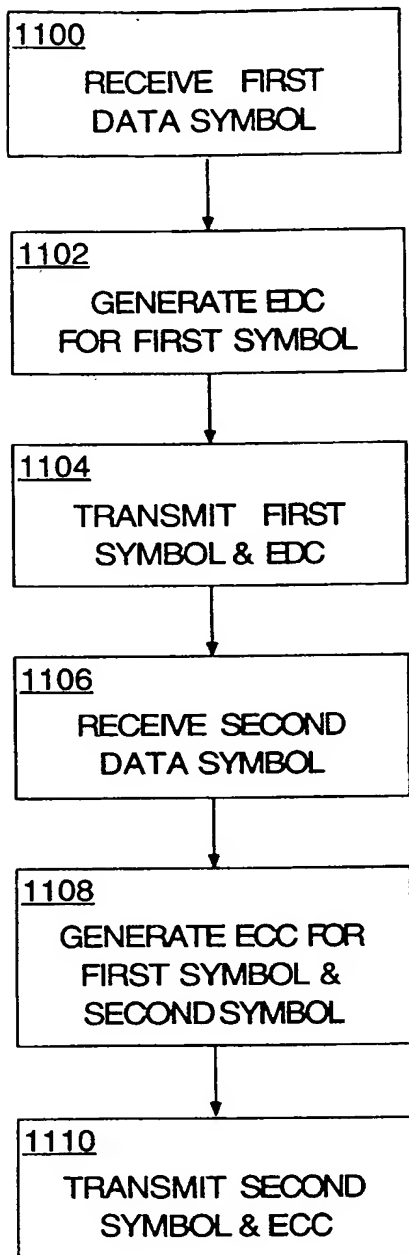 1100
RECEIVE FIRST
DATA SYMBOL
1102
GENERATE EDC
FOR FIRST SYMBOL
1104
TRANSMIT FIRST
SYMBOL & EDC
1106
RECEIVE SECOND
DATA SYMBOL
1108
GENERATE ECC FOR
FIRST SYMBOL &
SECOND SYMBOL
1110
TRANSMIT SECOND
SYMBOL & ECC